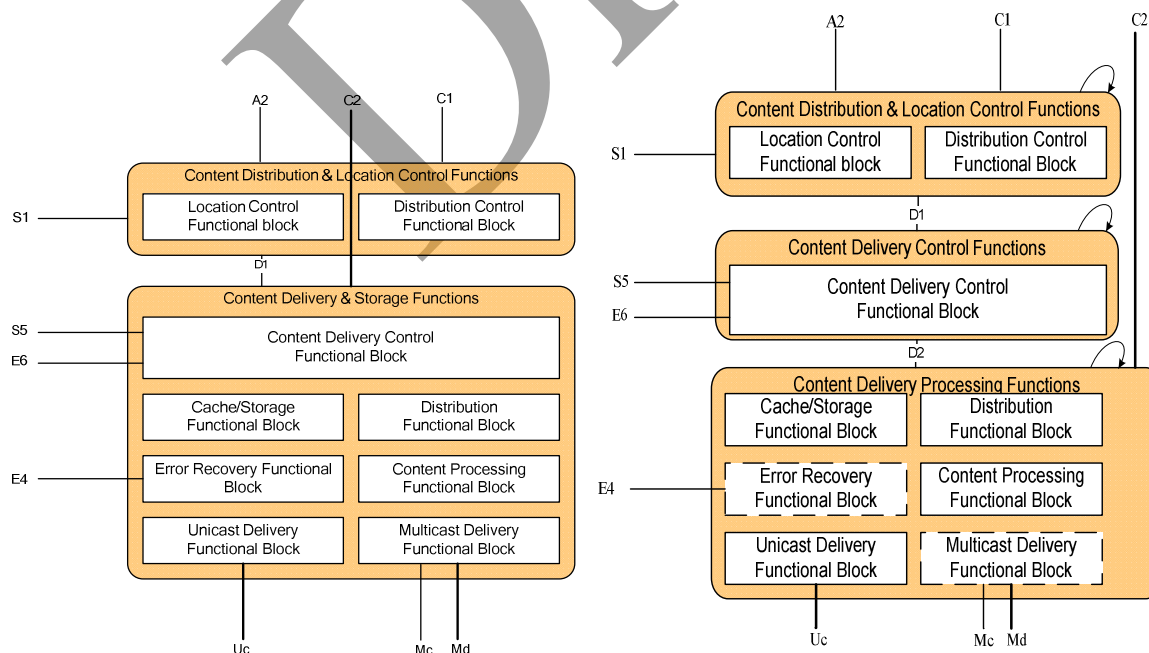 A2
C2
C1
Content Distribution & Location Control Functions
Location Control
Functional block
Distribution Control
Functional Block
S1
D1
Content Delivery & Storage Functions
Content Delivery Control
Functional Block
S5
E6
Cache/Storage
Functional Block
Distribution
Functional Block
Error Recovery Functional
Block
Content Processing
Functional Block
E4
Unicast Delivery
Functional Block
Multicast Delivery
Functional Block
Uc
Mc
Md
A2
C1
C2
Content Distribution & Location Control Functions
Location Control
Functional block
Distribution Control
Functional Block
S1
D1
Content Delivery Control Functions
Content Delivery Control
Functional Block
S5
E6
D2
Content Delivery Processing Functions
Cache/Storage
Functional Block
Distribution
Functional Block
Error Recovery
Functional Block
Content Processing
Functional Block
E4
Unicast Delivery
Functional Block
Multicast Delivery
Functional Block
Uc
Mc
Md